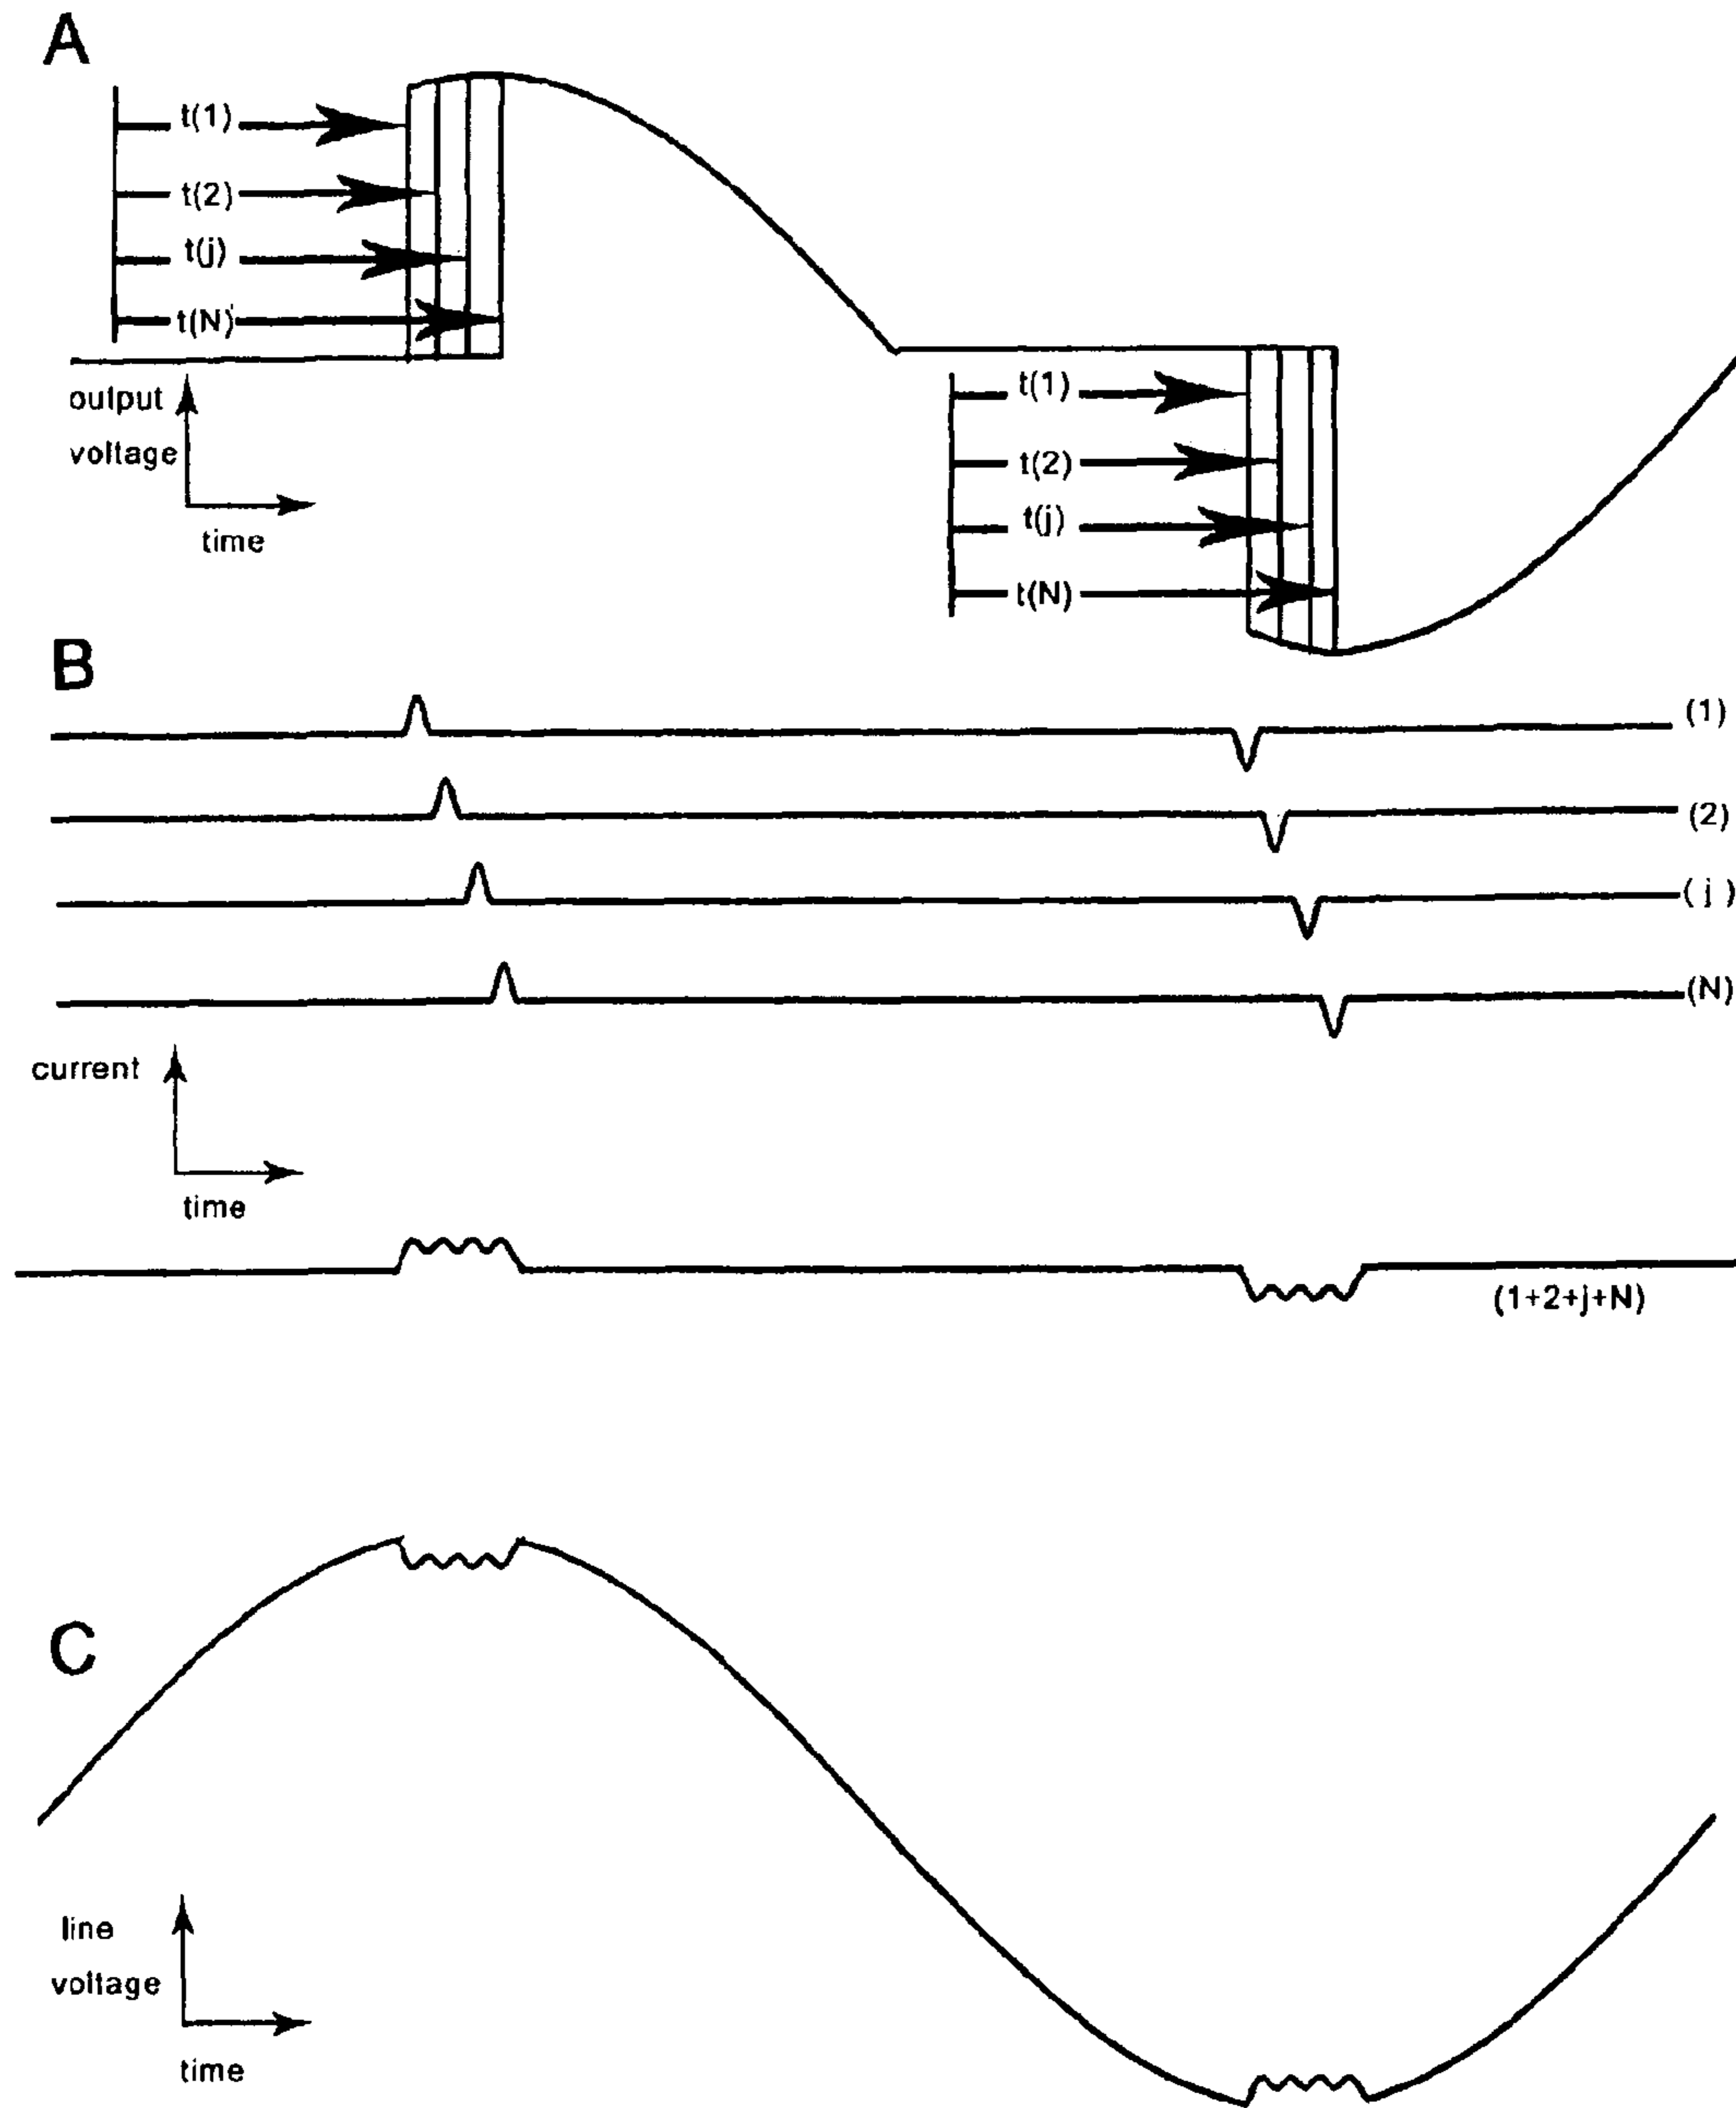 A
t(1)
t(2)
t(j)
t(N)
output
voltage
time
t(1)
t(2)
t(j)
t(N)
B
(1)
(2)
( j )
(N)
current
time
(1+2+j+N)
C
line
voltage
time